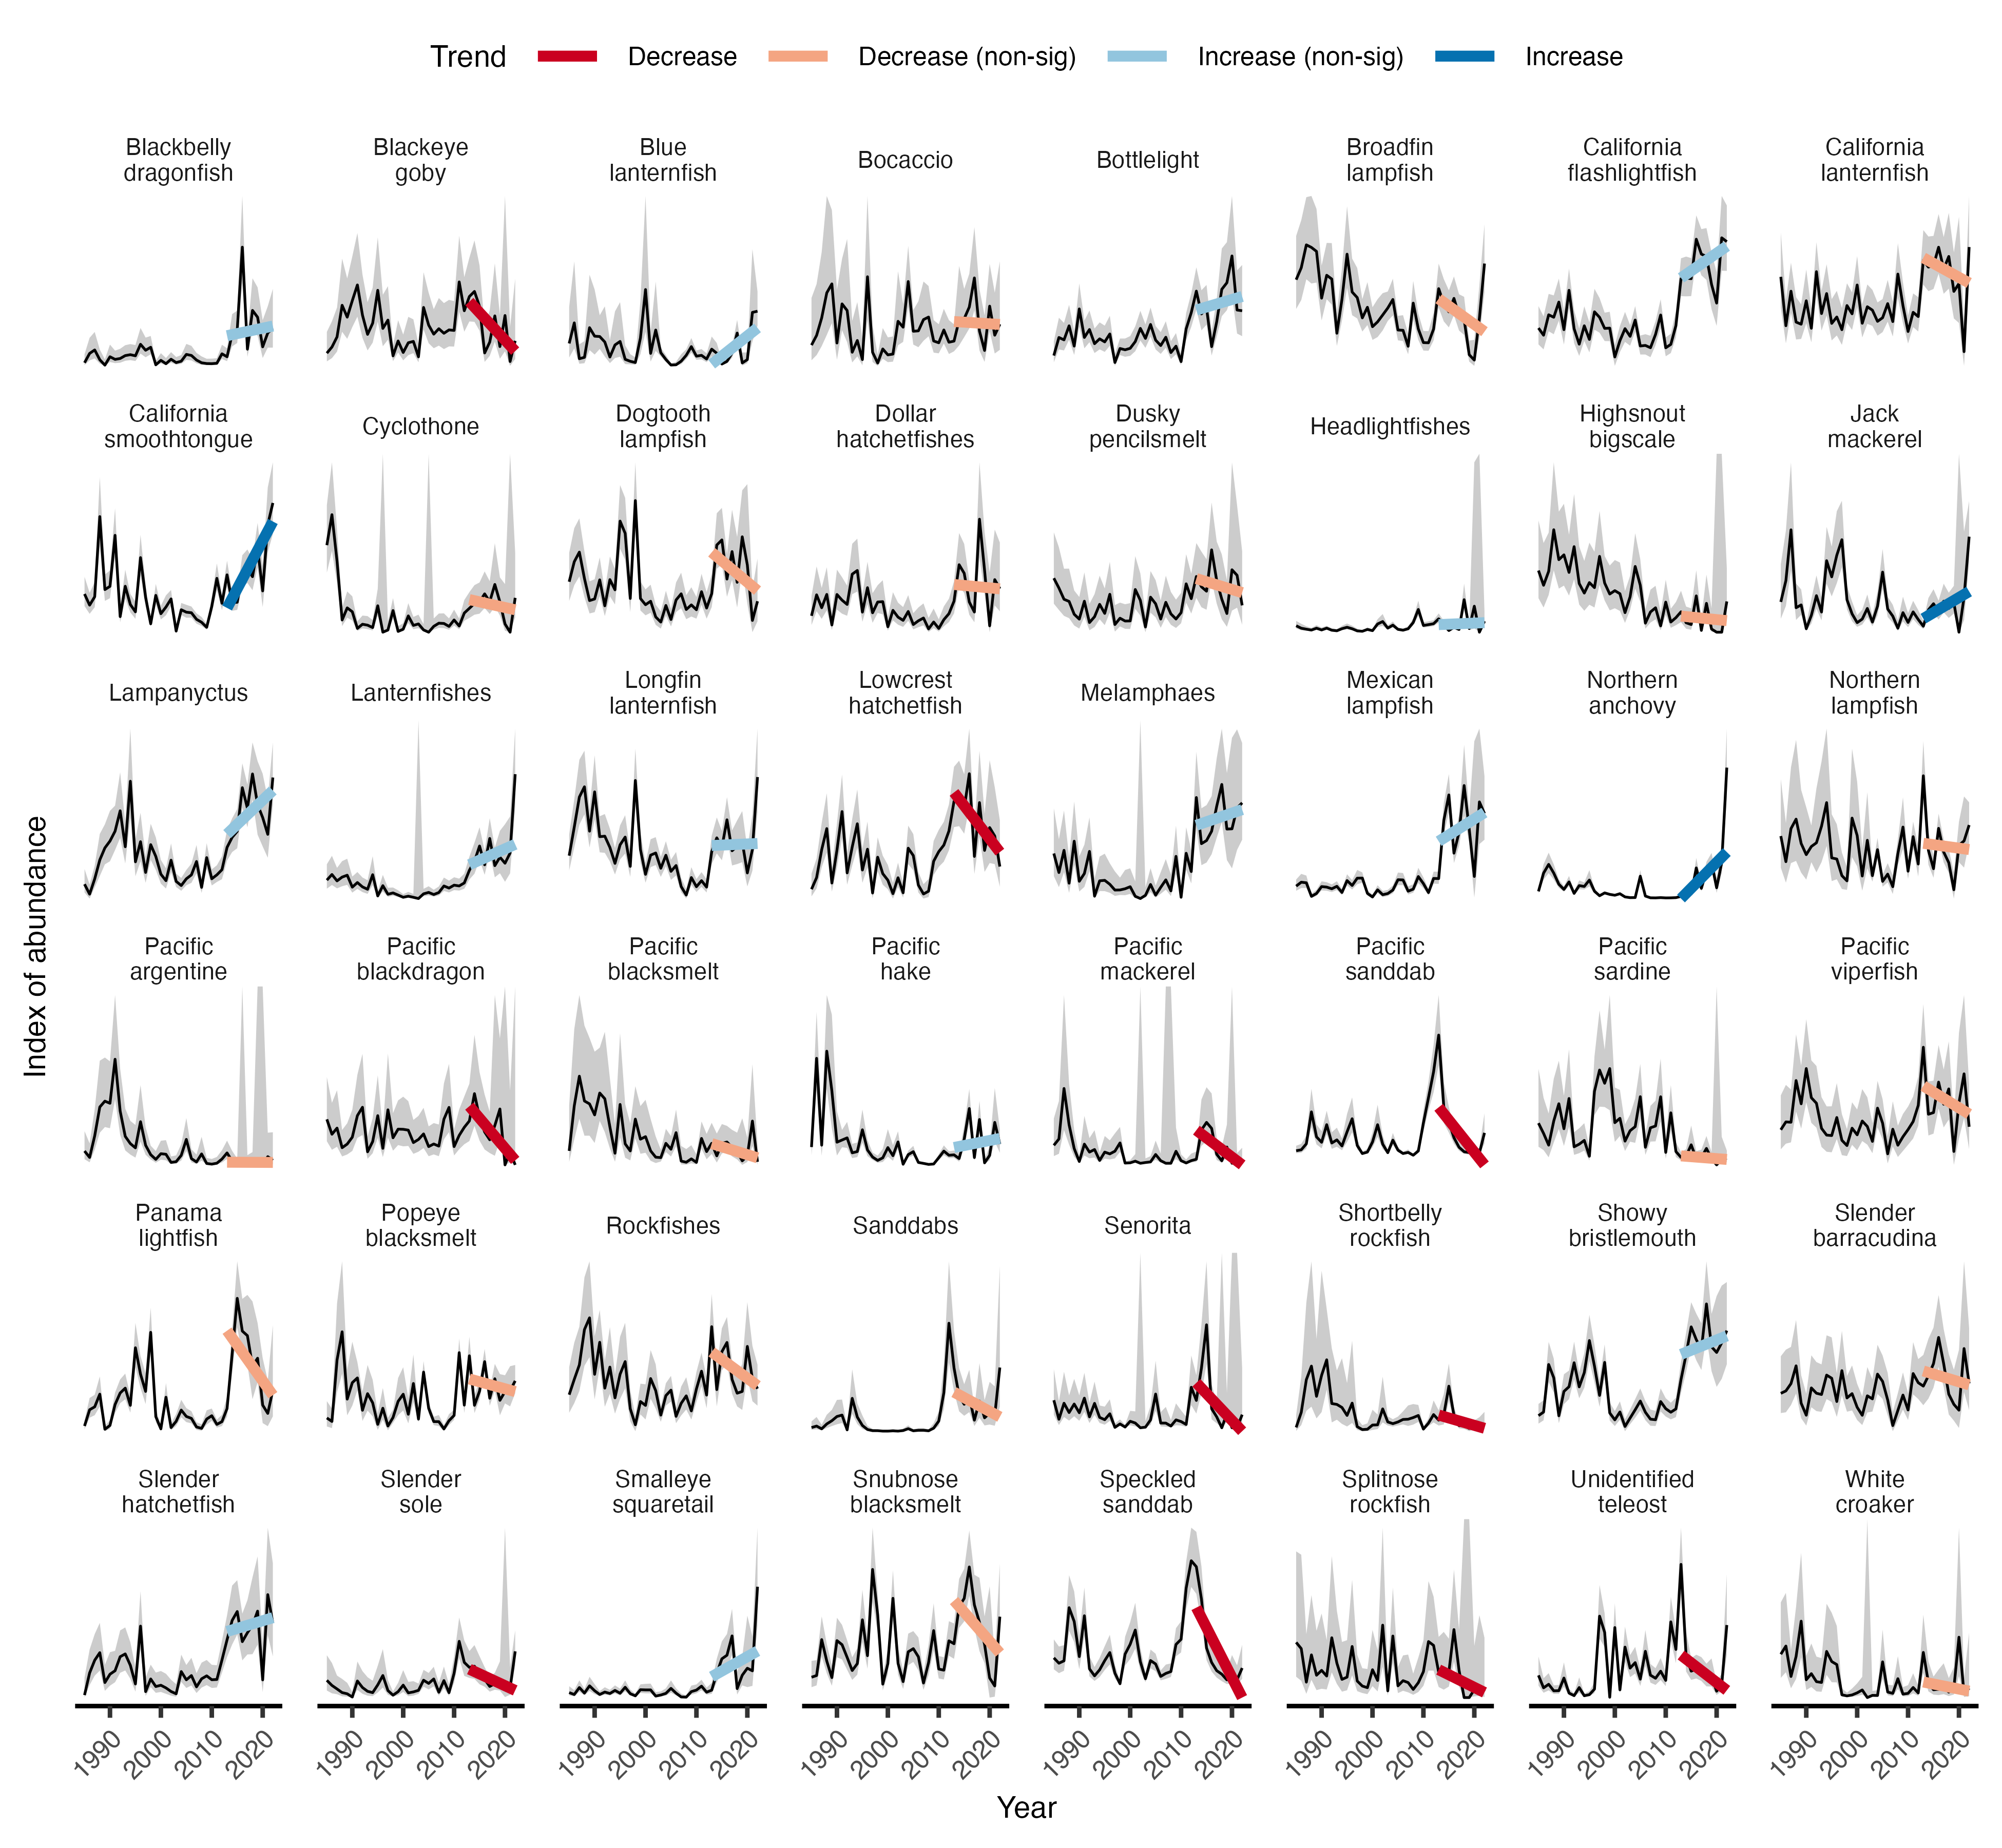 Trend Decrease Decrease (non-sig) Increase (non-sig) Increase
Blackbelly
dragonfish
Blackeye
goby
Blue
lanternfish
Bocaccio
Bottlelight
Broadfin
lampfish
California
flashlightfish
California
lanternfish
California
smoothtongue
Cyclothone
Dogtooth
lampfish
Dollar
hatchetfishes
Dusky
pencilsmelt
Headlightfishes
Highsnout
bigscale
Jack
mackerel
Lampanyctus
Lanternfishes
Longfin
lanternfish
Lowcrest
hatchetfish
Melamphaes
Mexican
lampfish
Northern
anchovy
Northern
lampfish
Pacific
argentine
Pacific
blackdragon
Pacific
blacksmelt
Pacific
hake
Pacific
mackerel
Pacific
sanddab
Pacific
sardine
Pacific
viperfish
Panama
lightfish
Popeye
blacksmelt
Rockfishes
Sanddabs
Senorita
Shortbelly
rockfish
Showy
bristlemouth
Slender
barracudina
Slender
hatchetfish
Slender
sole
Smalleye
squaretail
Snubnose
blacksmelt
Speckled
sanddab
Splitnose
rockfish
Unidentified
teleost
White
croaker
Index of abundance
1990 2000 2010 2020 1990 2000 2010 2020 1990 2000 2010 2020 1990 2000 2010 2020 1990 2000 2010 2020 1990 2000 2010 2020 1990 2000 2010 2020 1990 2000 2010 2020
Year